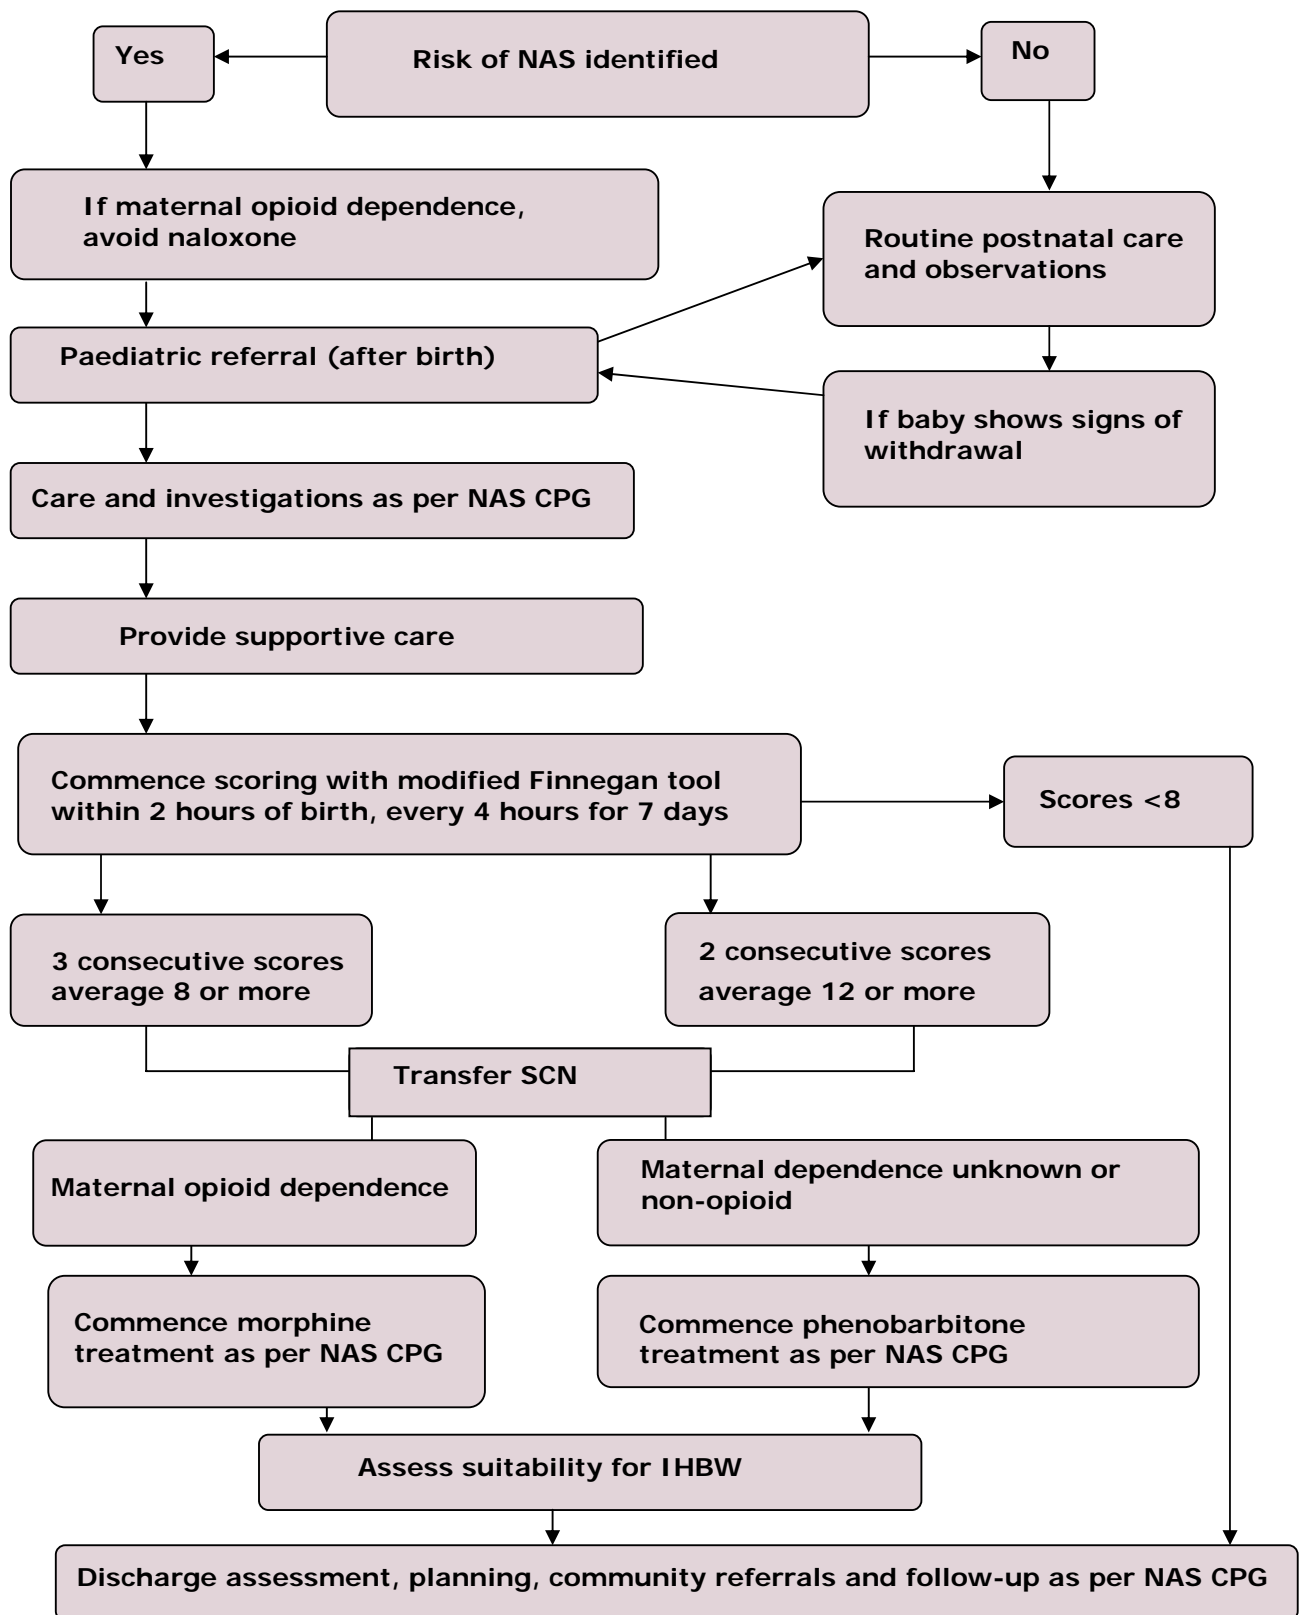 Yes
Risk of NAS identified
No
If maternal opioid dependence,
avoid naloxone
Routine postnatal care
and observations
Paediatric referral (after birth)
If baby shows signs of
withdrawal
Care and investigations as per NAS CPG
Provide supportive care
Commence scoring with modified Finnegan tool
within 2 hours of birth, every 4 hours for 7 days
Scores <8
3 consecutive scores
average 8 or more
2 consecutive scores
average 12 or more
Transfer SCN
Maternal opioid dependence
Maternal dependence unknown or
non-opioid
Commence morphine
treatment as per NAS CPG
Commence phenobarbitone
treatment as per NAS CPG
Assess suitability for IHBW
Discharge assessment, planning, community referrals and follow-up as per NAS CPG